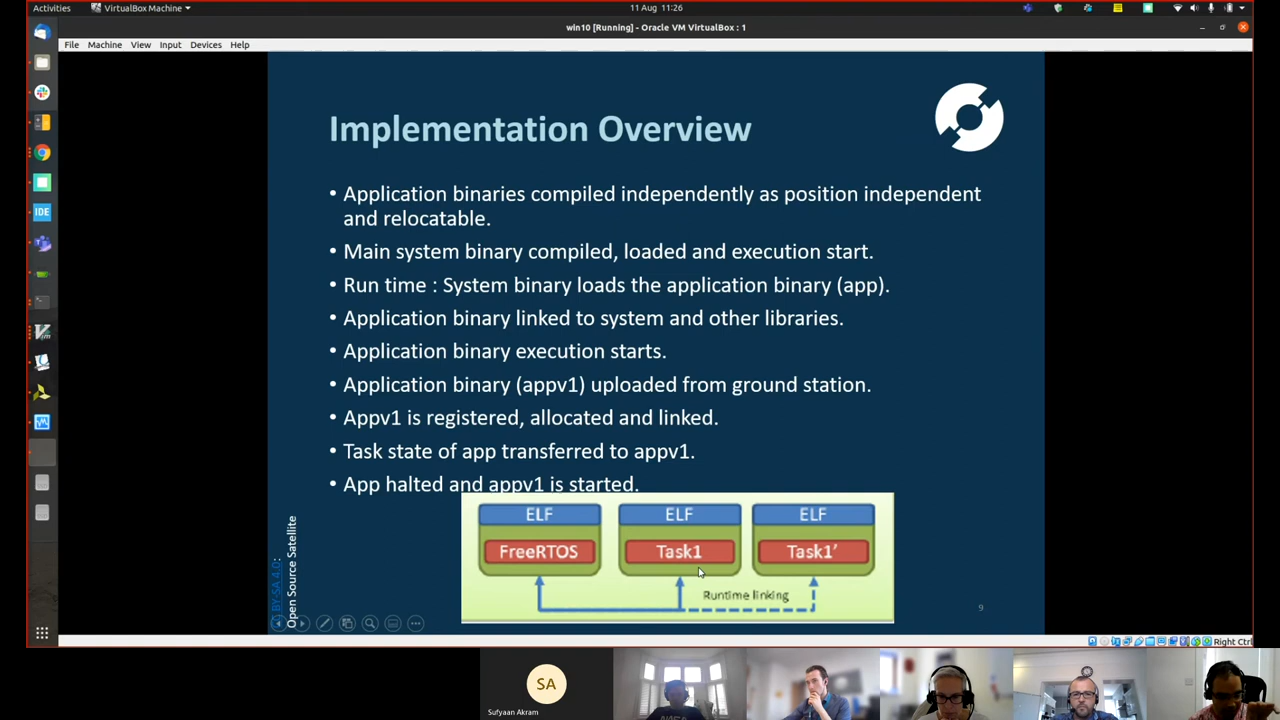 Activities
VirtualBox Machine
11 Aug 11:26
win10 [Running] - Oracle VM VirtualBox : 1
File Machine View Input Devices Help
Implementation Overview
• Application binaries compiled independently as position independent
and relocatable.
• Main system binary compiled, loaded and execution start.
• Run time : System binary loads the application binary (app).
• Application binary linked to system and other libraries.
• Application binary execution starts.
• Application binary (appv1) uploaded from ground station.
• Appv1 is registered, allocated and linked.
• Task state of app transferred to appv1.
• App halted and appv1 is started.
ELF ELF ELF
FreeRTOS Task1 Task1'
Runtime linking
BY-SA 4.0:
Open Source Satellite
9
IDE
Right Ctrl
SA
Sufyaan Akram